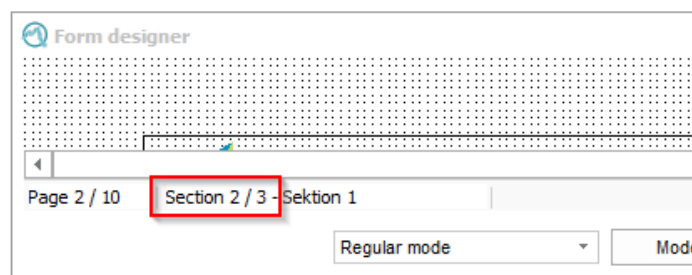 Form designer
Page 2 / 10 Section 2 / 3 - Sektion 1
Regular mode